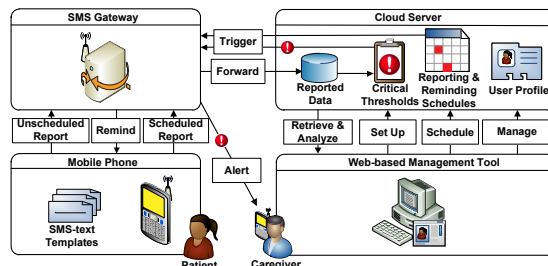 SMS Gateway
Cloud Server
Trigger
Forward
Reported
Data
Critical
Thresholds
Reporting &
Reminding
Schedules
User Profile
Unscheduled
Report
Remind
Scheduled
Report
Retrieve &
Analyze
Set Up
Schedule
Manage
Alert
Mobile Phone
Web-based Management Tool
SMS-text
Templates
Patient
Caregiver